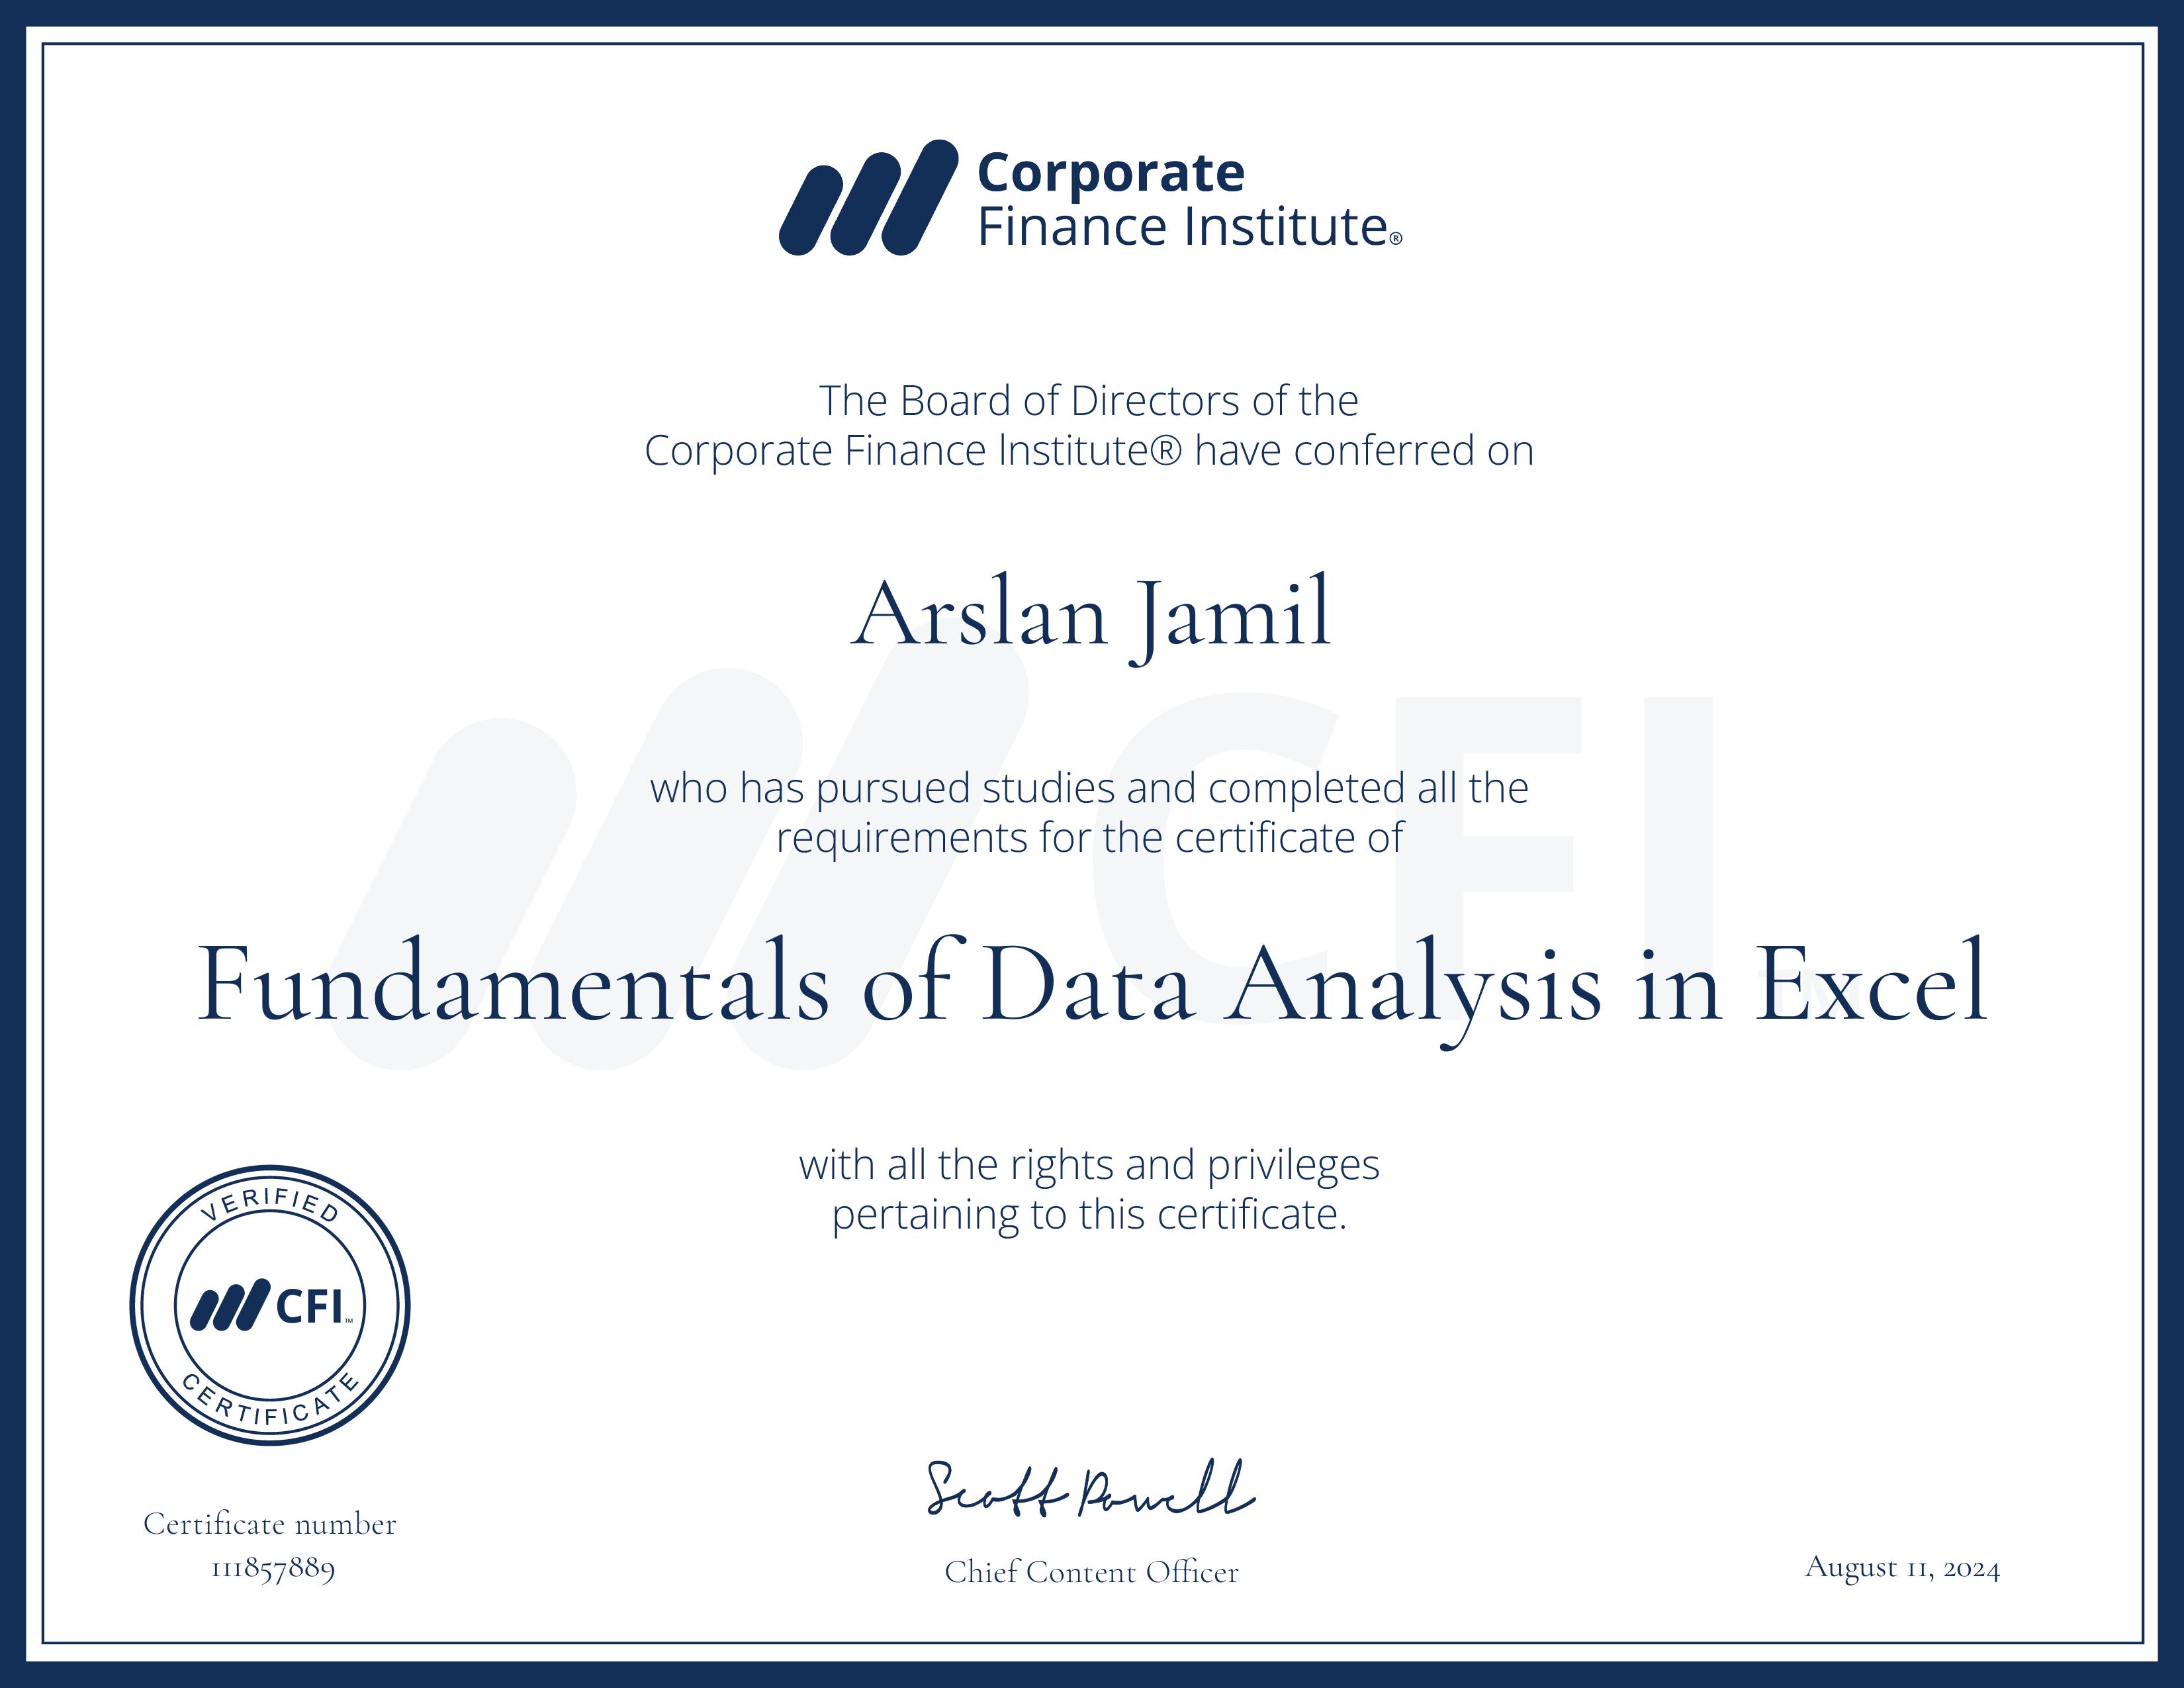 Corporate
Finance Institute®
The Board of Directors of the
Corporate Finance Institute® have conferred on
Arslan Jamil
CFI
who has pursued studies and completed all the
requirements for the certificate of
Fundamentals of Data Analysis in Excel
TM
with all the rights and privileges
pertaining to this certificate.
VERIFIED
CFI™
CERTIFICATE
Scott Powell
Certificate number
111857889
Chief Content Officer
August 11, 2024